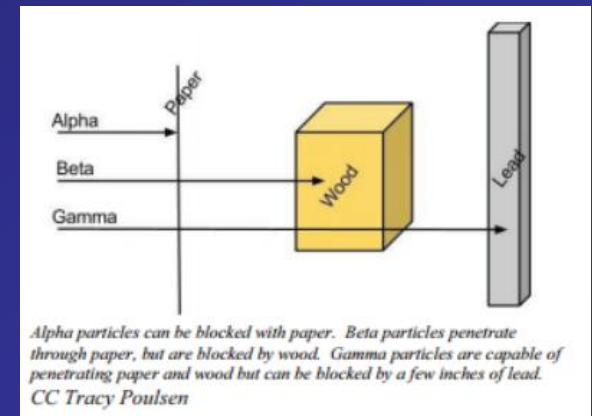 Paper
Alpha
Beta
Wood
Lead
Gamma
Alpha particles can be blocked with paper. Beta particles penetrate
through paper, but are blocked by wood. Gamma particles are capable of
penetrating paper and wood but can be blocked by a few inches of lead.
CC Tracy Poulsen